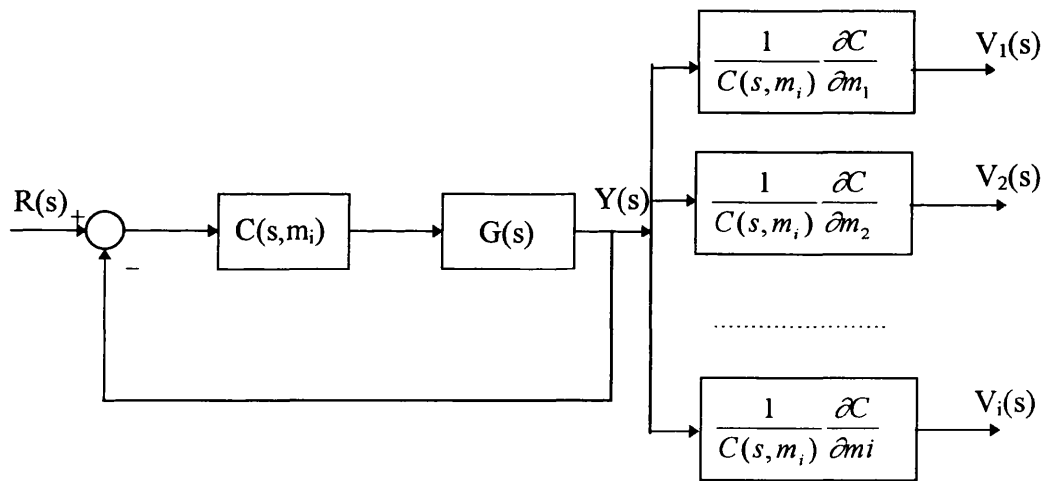 1/C(s,m_i) ∂C/∂m_1
V_1(s)
1/C(s,m_i) ∂C/∂m_2
V_2(s)
R(s) +
C(s,m_i)
G(s)
Y(s)
−
.....................
1/C(s,m_i) ∂C/∂mi
V_i(s)